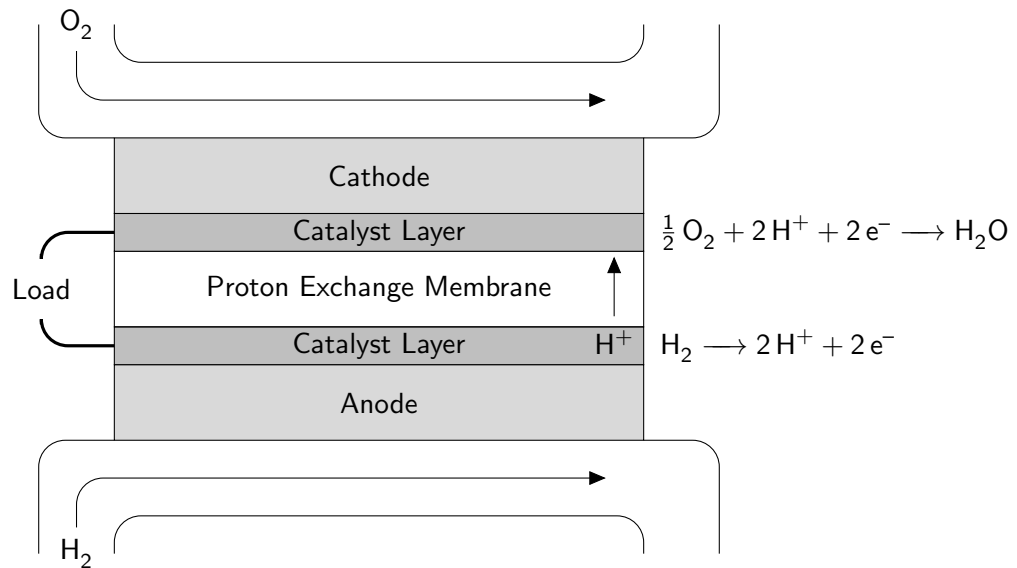 O₂
Cathode
Catalyst Layer
½ O₂ + 2 H⁺ + 2 e⁻ ⟶ H₂O
Load
Proton Exchange Membrane
Catalyst Layer
H⁺
H₂ ⟶ 2 H⁺ + 2 e⁻
Anode
H₂